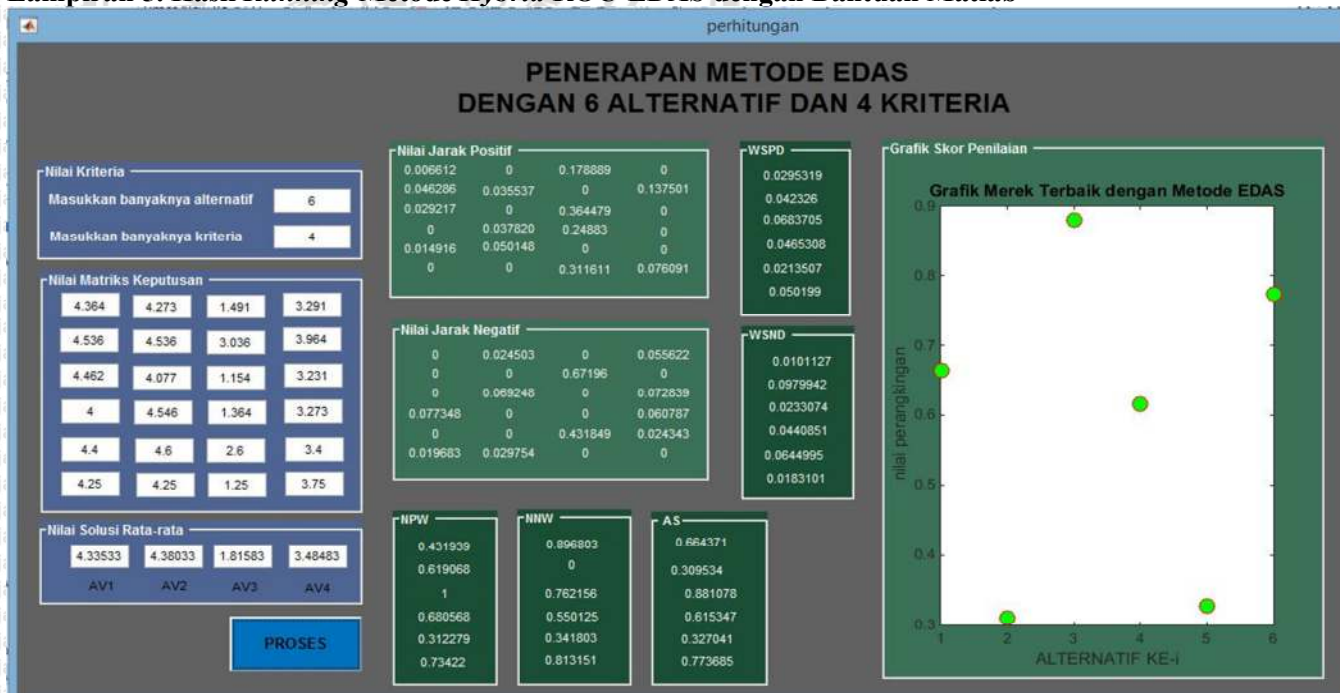 Lampiran 3. Hasil Ranking Metode
EDAS dengan Bantuan Matlab
perhitungan
PENERAPAN METODE EDAS
DENGAN 6 ALTERNATIF DAN 4 KRITERIA
Nilai Kriteria
Masukkan banyaknya alternatif 6
Masukkan banyaknya kriteria 4
Nilai Matriks Keputusan
4.364 4.273 1.491 3.291
4.536 4.536 3.036 3.964
4.462 4.077 1.154 3.231
4 4.546 1.364 3.273
4.4 4.6 2.6 3.4
4.25 4.25 1.25 3.75
Nilai Solusi Rata-rata
4.33533 4.38033 1.81583 3.48483
AV1 AV2 AV3 AV4
PROSES
Nilai Jarak Positif
0.006612 0 0.178889 0
0.046286 0.035537 0 0.137501
0.029217 0 0.364479 0
0 0.037820 0.24883 0
0.014916 0.050148 0 0
0 0 0.311611 0.076091
Nilai Jarak Negatif
0 0.024503 0 0.055622
0 0 0.67196 0
0 0.069248 0 0.072839
0.077348 0 0 0.060787
0 0 0.431849 0.024343
0.019683 0.029754 0 0
NPW
0.431939
0.619068
1
0.680568
0.312279
0.73422
NNW
0.896803
0
0.762156
0.550125
0.341803
0.813151
AS
0.664371
0.309534
0.881078
0.615347
0.327041
0.773685
WSPD
0.0295319
0.042326
0.0683705
0.0465308
0.0213507
0.050199
WSND
0.0101127
0.0979942
0.0233074
0.0440851
0.0644995
0.0183101
Grafik Skor Penilaian
Grafik Merek Terbaik dengan Metode EDAS
0.9
0.8
0.7
0.6
0.5
0.4
0.3
nilai perangkingan
1 2 3 4 5 6
ALTERNATIF KE-i